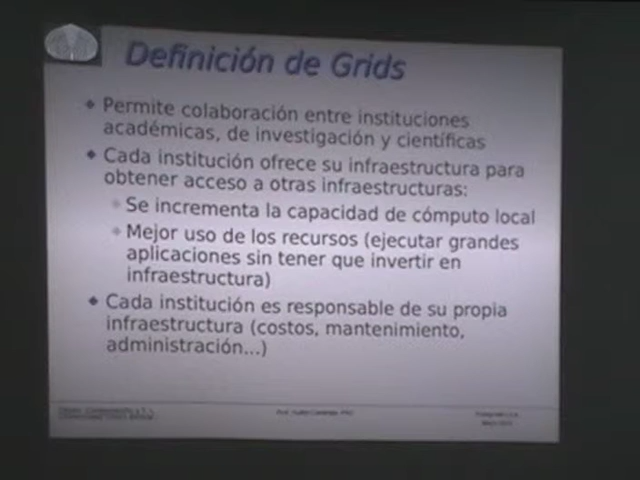 Definición de Grids
Permite colaboración entre instituciones
académicas, de investigación y científicas
Cada institución ofrece su infraestructura para
obtener acceso a otras infraestructuras:
Se incrementa la capacidad de cómputo local
Mejor uso de los recursos (ejecutar grandes
aplicaciones sin tener que invertir en
infraestructura)
Cada institución es responsable de su propia
infraestructura (costos, mantenimiento,
administración...)